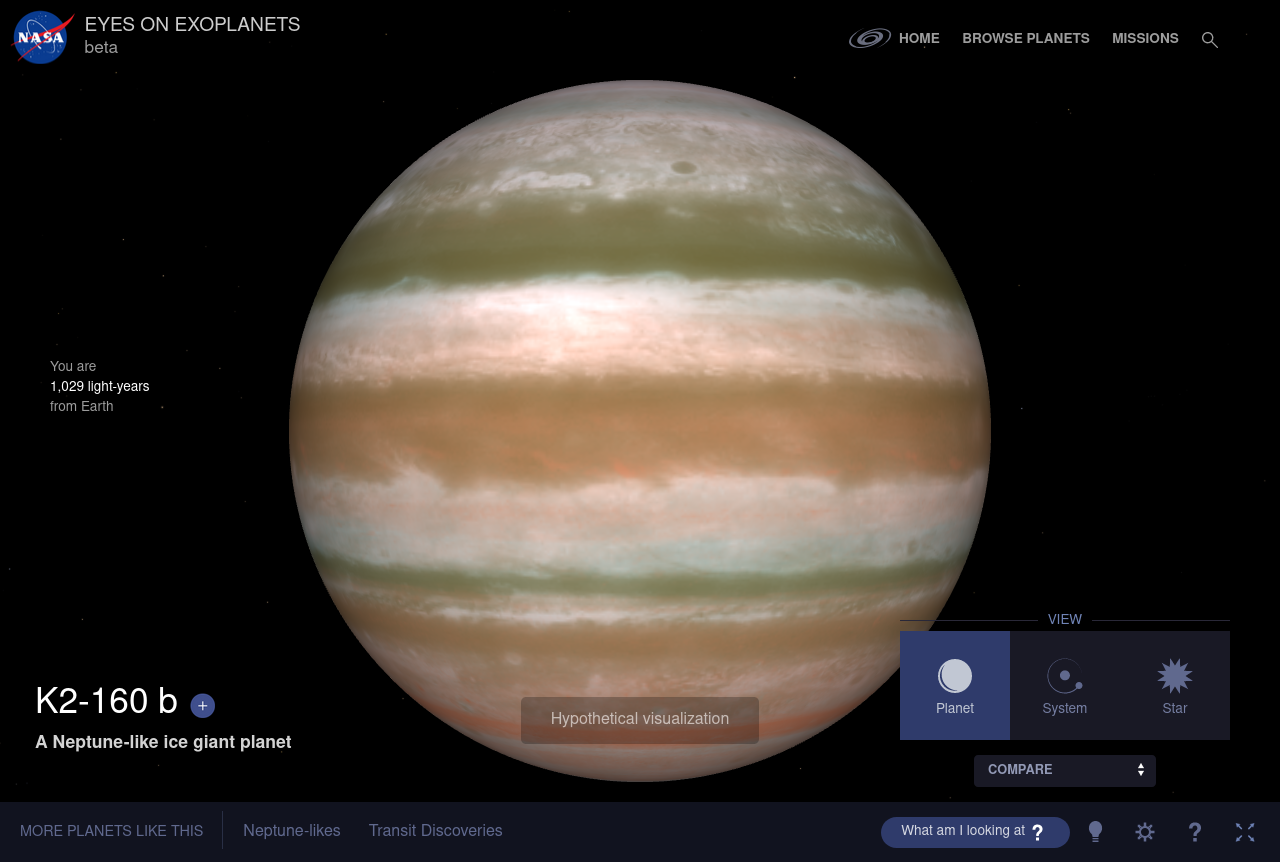 NASA
EYES ON EXOPLANETS
beta
HOME
BROWSE PLANETS
MISSIONS
You are
1,029 light-years
from Earth
VIEW
Planet
System
Star
K2-160 b +
A Neptune-like ice giant planet
Hypothetical visualization
COMPARE
MORE PLANETS LIKE THIS
Neptune-likes
Transit Discoveries
What am I looking at ?
?